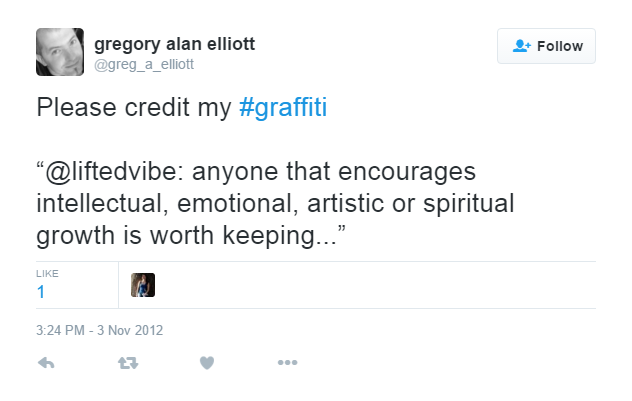 gregory alan elliott
@greg_a_elliott
Follow
Please credit my #graffiti
“@liftedvibe: anyone that encourages
intellectual, emotional, artistic or spiritual
growth is worth keeping...”
LIKE
1
3:24 PM - 3 Nov 2012